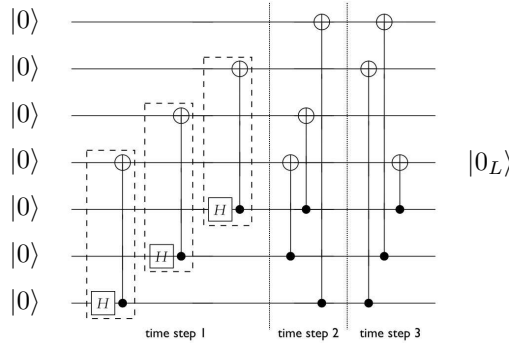 |0⟩
|0⟩
|0⟩
|0⟩ |0_L⟩
|0⟩ H
|0⟩ H
|0⟩ H
time step 1 time step 2 time step 3